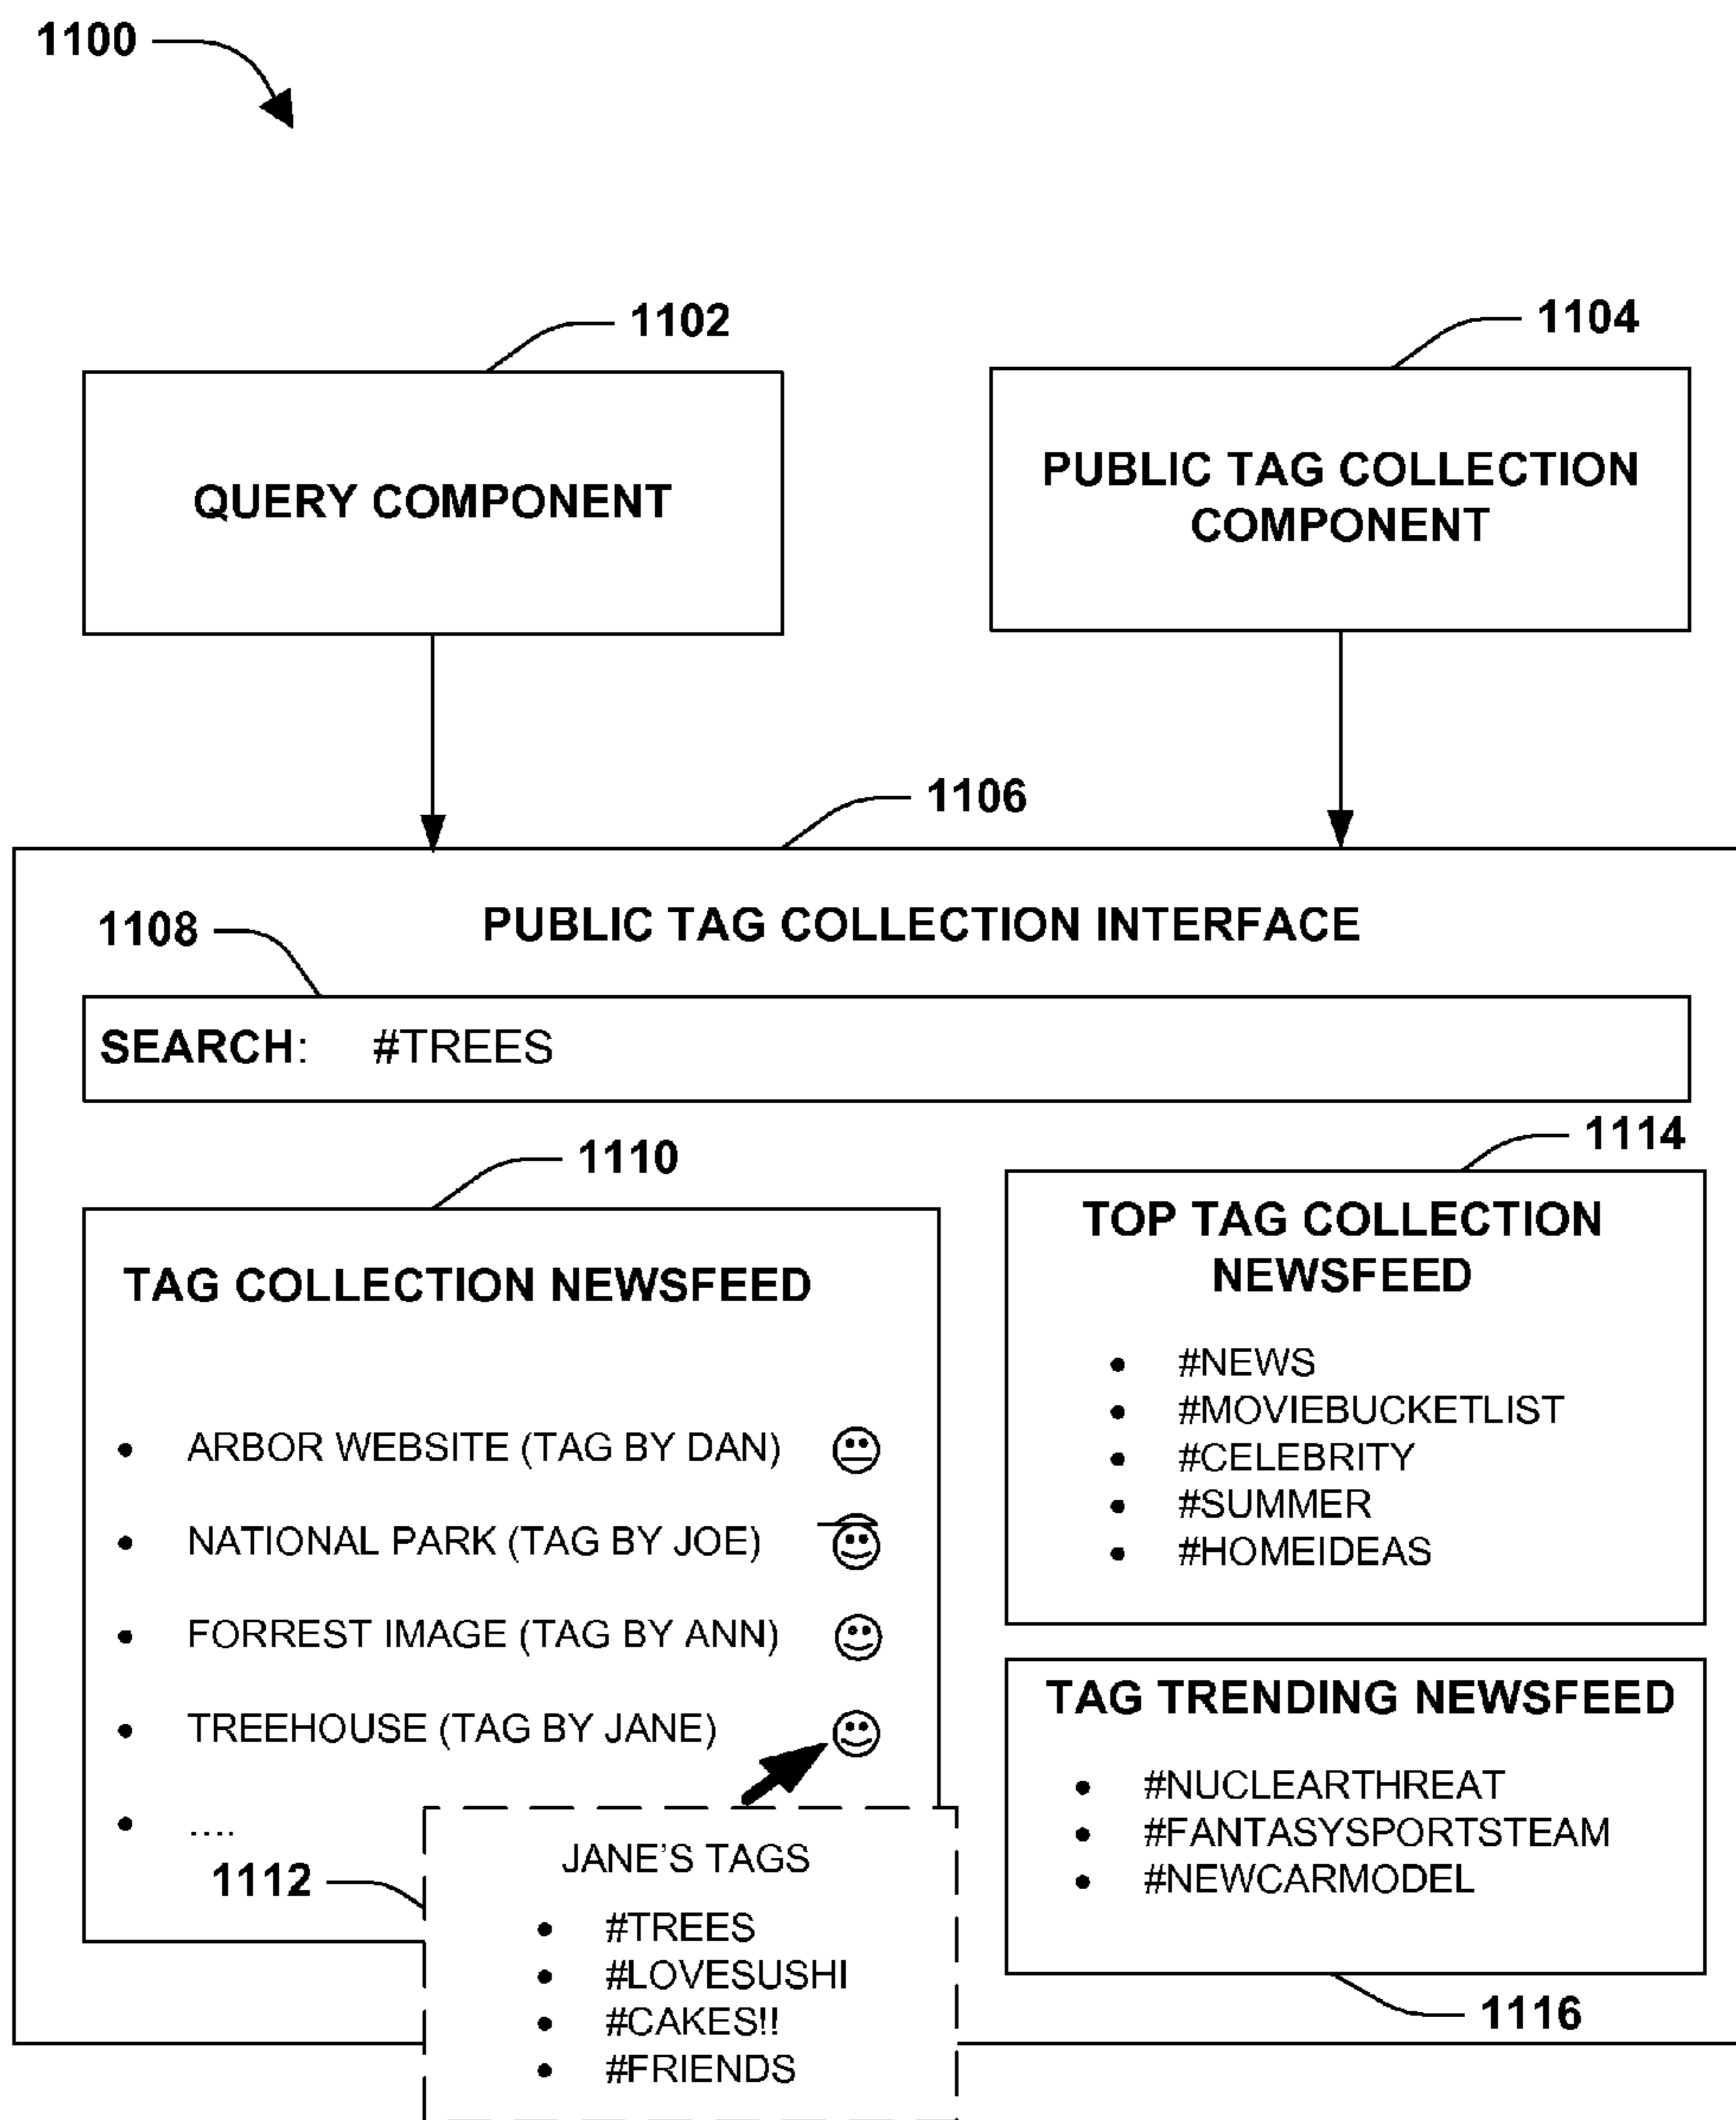 1100
1102
1104
QUERY COMPONENT
PUBLIC TAG COLLECTION
COMPONENT
1106
PUBLIC TAG COLLECTION INTERFACE
1108
SEARCH: #TREES
1110
TAG COLLECTION NEWSFEED
• ARBOR WEBSITE (TAG BY DAN)
• NATIONAL PARK (TAG BY JOE)
• FORREST IMAGE (TAG BY ANN)
• TREEHOUSE (TAG BY JANE)
• ....
1112
JANE'S TAGS
• #TREES
• #LOVESUSHI
• #CAKES!!
• #FRIENDS
1114
TOP TAG COLLECTION
NEWSFEED
• #NEWS
• #MOVIEBUCKETLIST
• #CELEBRITY
• #SUMMER
• #HOMEIDEAS
TAG TRENDING NEWSFEED
• #NUCLEARTHREAT
• #FANTASYSPORTSTEAM
• #NEWCARMODEL
1116